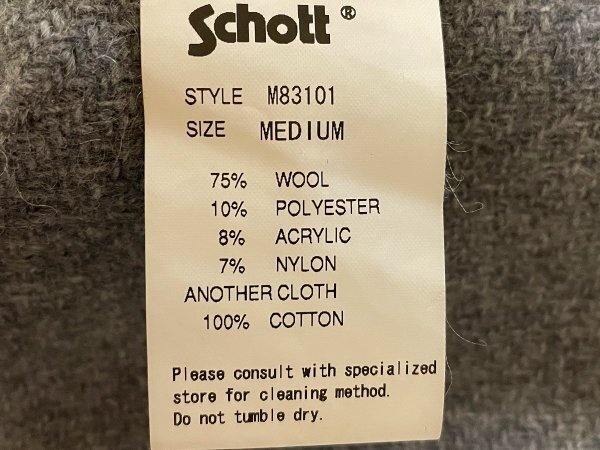 Schott®
STYLE M83101
SIZE MEDIUM
75% WOOL
10% POLYESTER
8% ACRYLIC
7% NYLON
ANOTHER CLOTH
100% COTTON
Please consult with specialized
store for cleaning method.
Do not tumble dry.